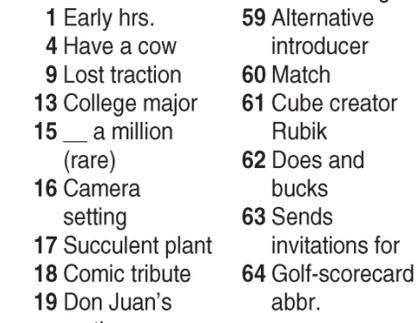 1 Early hrs.
4 Have a cow
9 Lost traction
13 College major
15 __ a million
(rare)
16 Camera
setting
17 Succulent plant
18 Comic tribute
19 Don Juan's
59 Alternative
introducer
60 Match
61 Cube creator
Rubik
62 Does and
bucks
63 Sends
invitations for
64 Golf-scorecard
abbr.